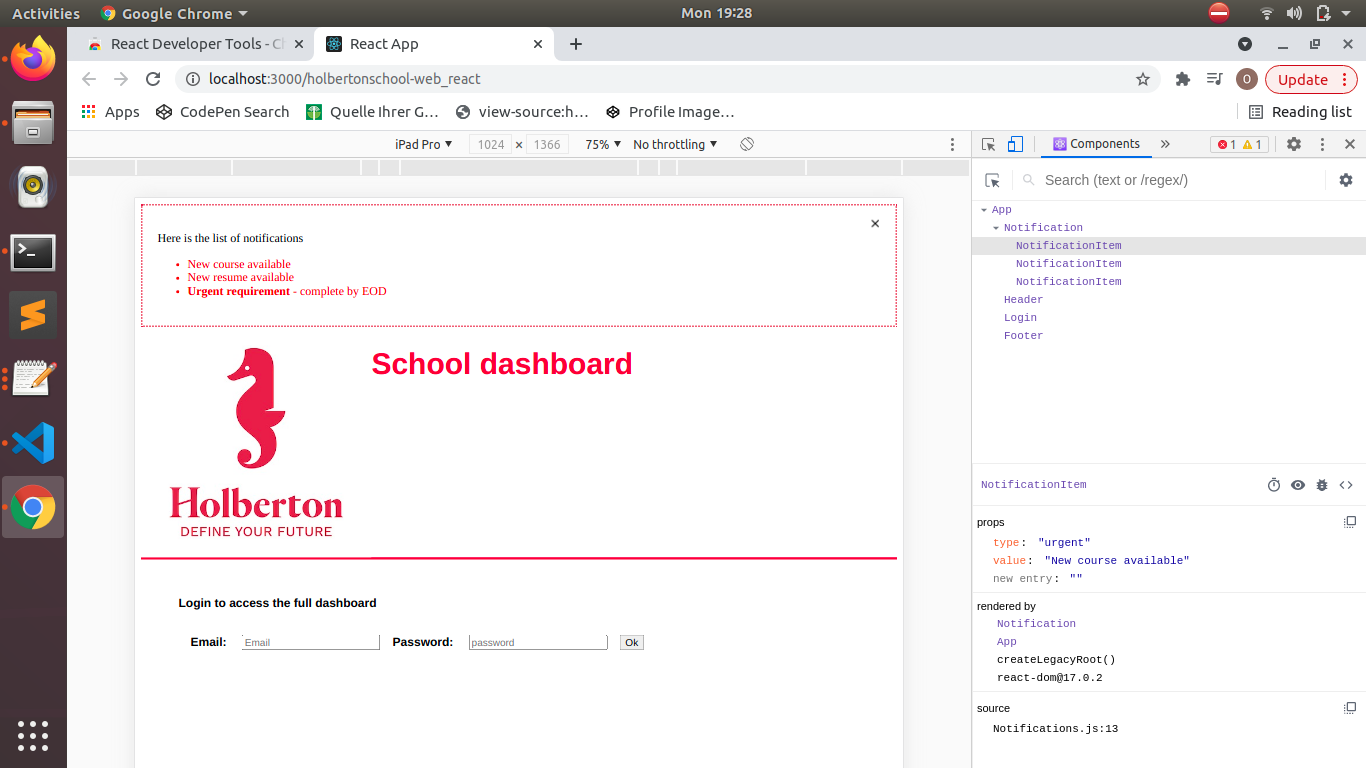 Activities Google Chrome Mon 19:28
React Developer Tools - Ch React App
localhost:3000/holbertonschool-web_react O Update
Apps CodePen Search Quelle Ihrer G… view-source:h… Profile Image… Reading list
iPad Pro 1024 × 1366 75% No throttling
Components » 1 1
Search (text or /regex/)
App
Notification
NotificationItem
NotificationItem
NotificationItem
Header
Login
Footer
Here is the list of notifications
New course available
New resume available
Urgent requirement - complete by EOD
School dashboard
Holberton
DEFINE YOUR FUTURE
Login to access the full dashboard
Email: Email Password: password Ok
NotificationItem
props
type: "urgent"
value: "New course available"
new entry: ""
rendered by
Notification
App
createLegacyRoot()
react-dom@17.0.2
source
Notifications.js:13